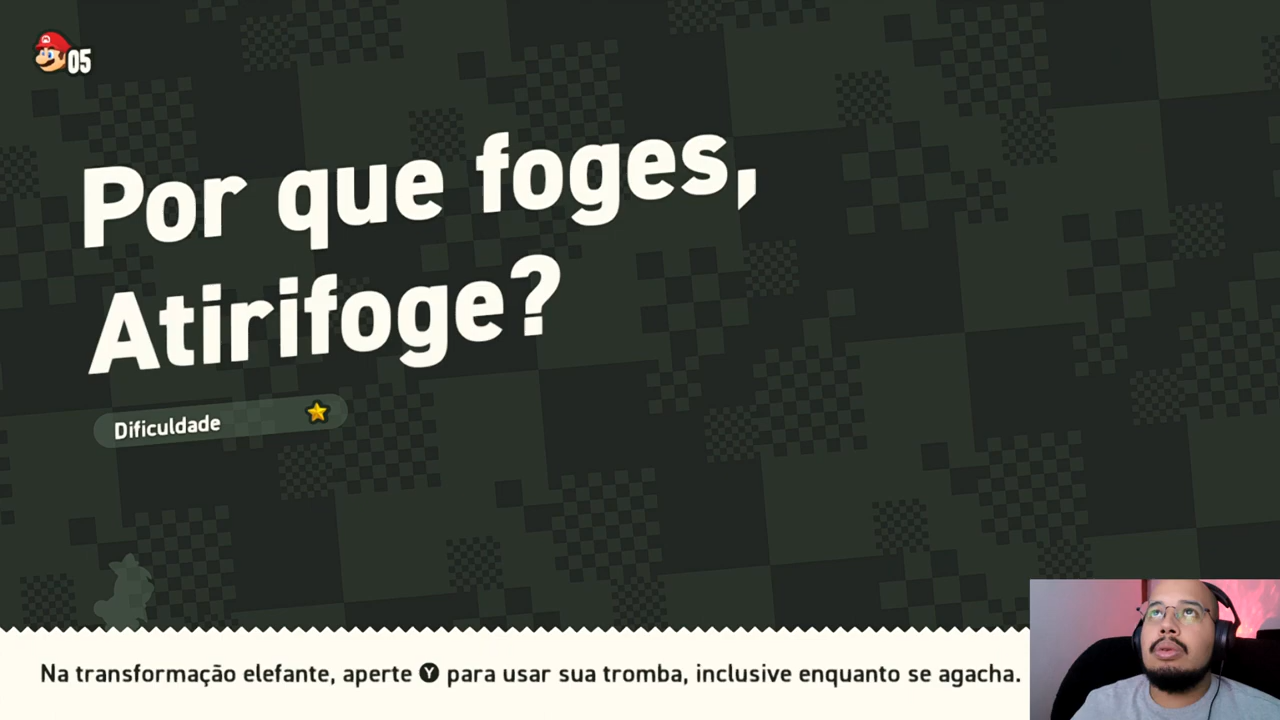 05
Por que foges,
Atirifoge?
Dificuldade
Na transformação elefante, aperte Y para usar sua tromba, inclusive enquanto se agacha.